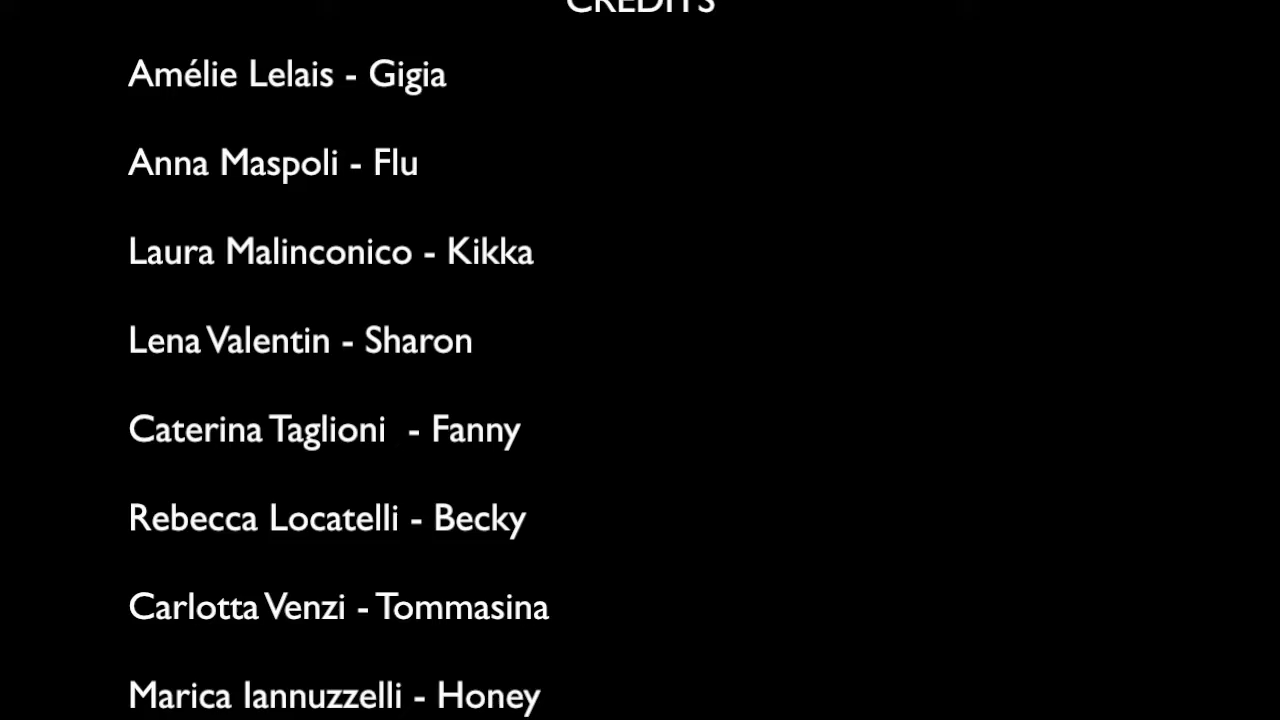 CREDITS
Amélie Lelais - Gigia
Anna Maspoli - Flu
Laura Malinconico - Kikka
Lena Valentin - Sharon
Caterina Taglioni - Fanny
Rebecca Locatelli - Becky
Carlotta Venzi - Tommasina
Marica Iannuzzelli - Honey